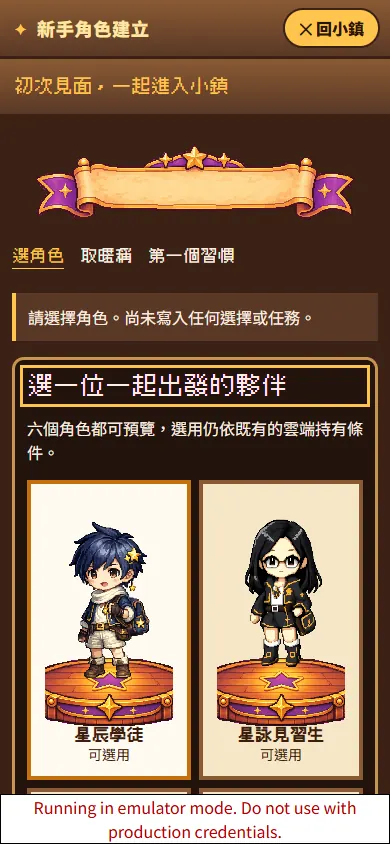 新手角色建立
×回小鎮
初次見面，一起進入小鎮
選角色 取暱稱 第一個習慣
請選擇角色。尚未寫入任何選擇或任務。
選一位一起出發的夥伴
六個角色都可預覽，選用仍依既有的雲端持有條
件。
星辰學徒
可選用
星詠見習生
可選用
Running in emulator mode. Do not use with
production credentials.